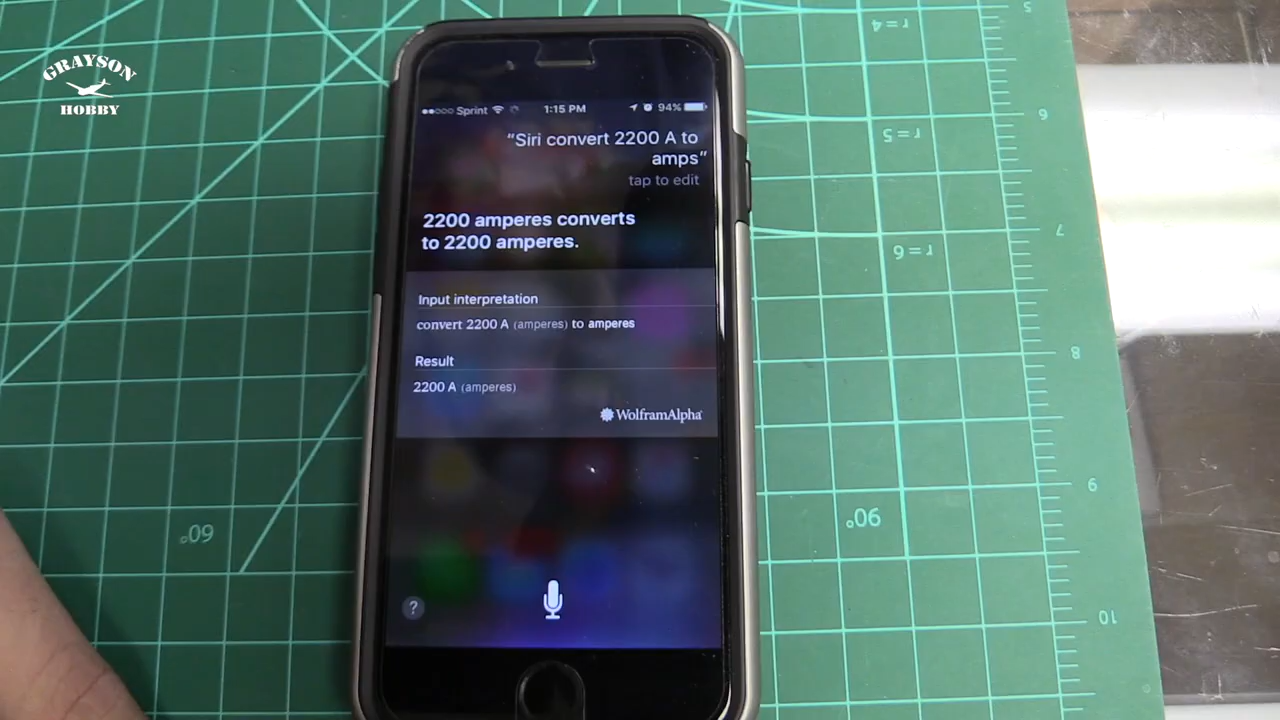 GRAYSON
HOBBY
Sprint 1:15 PM 94%
“Siri convert 2200 A to
amps”
tap to edit
2200 amperes converts
to 2200 amperes.
Input interpretation
convert 2200 A (amperes) to amperes
Result
2200 A (amperes)
WolframAlpha
?
r=4
r=5
r=6
5
6
7
8
9
10
60°
90°